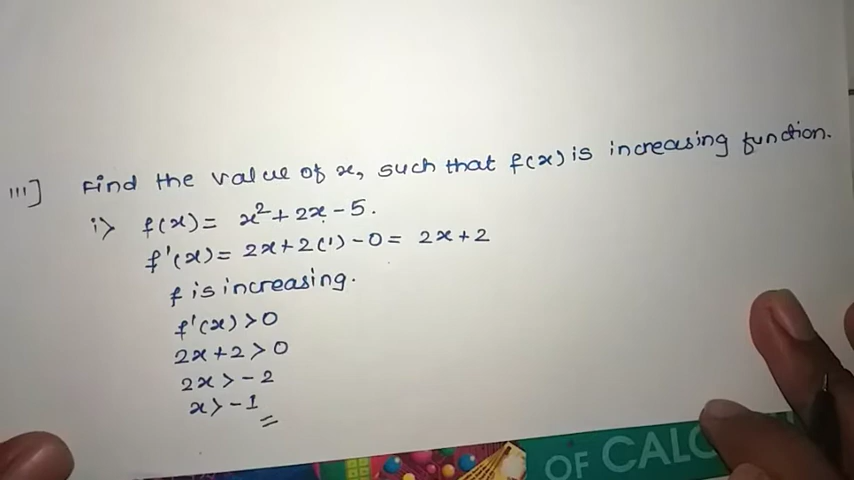 III] Find the value of x, such that f(x) is increasing function.
i> f(x) = x² + 2x - 5.
f'(x) = 2x + 2(1) - 0 = 2x + 2
f is increasing.
f'(x) > 0
2x + 2 > 0
2x > - 2
x > - 1
OF CALC